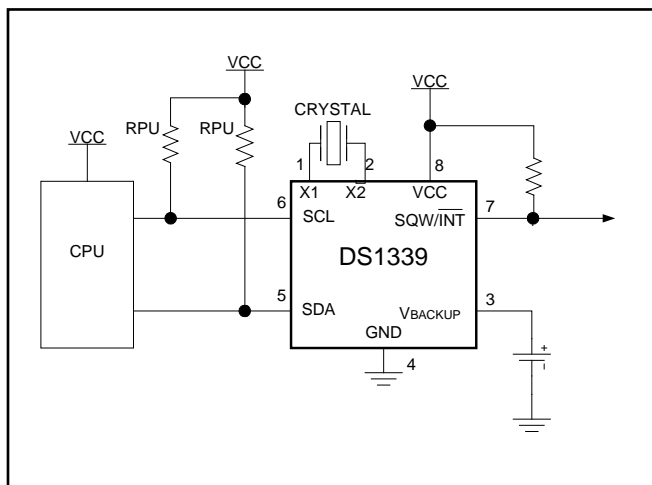 VCC
VCC
CRYSTAL
VCC
RPU
RPU
1
2
8
X1
X2
VCC
6
SCL
SQW/INT
7
CPU
DS1339
5
SDA
VBACKUP
3
GND
4
+
–